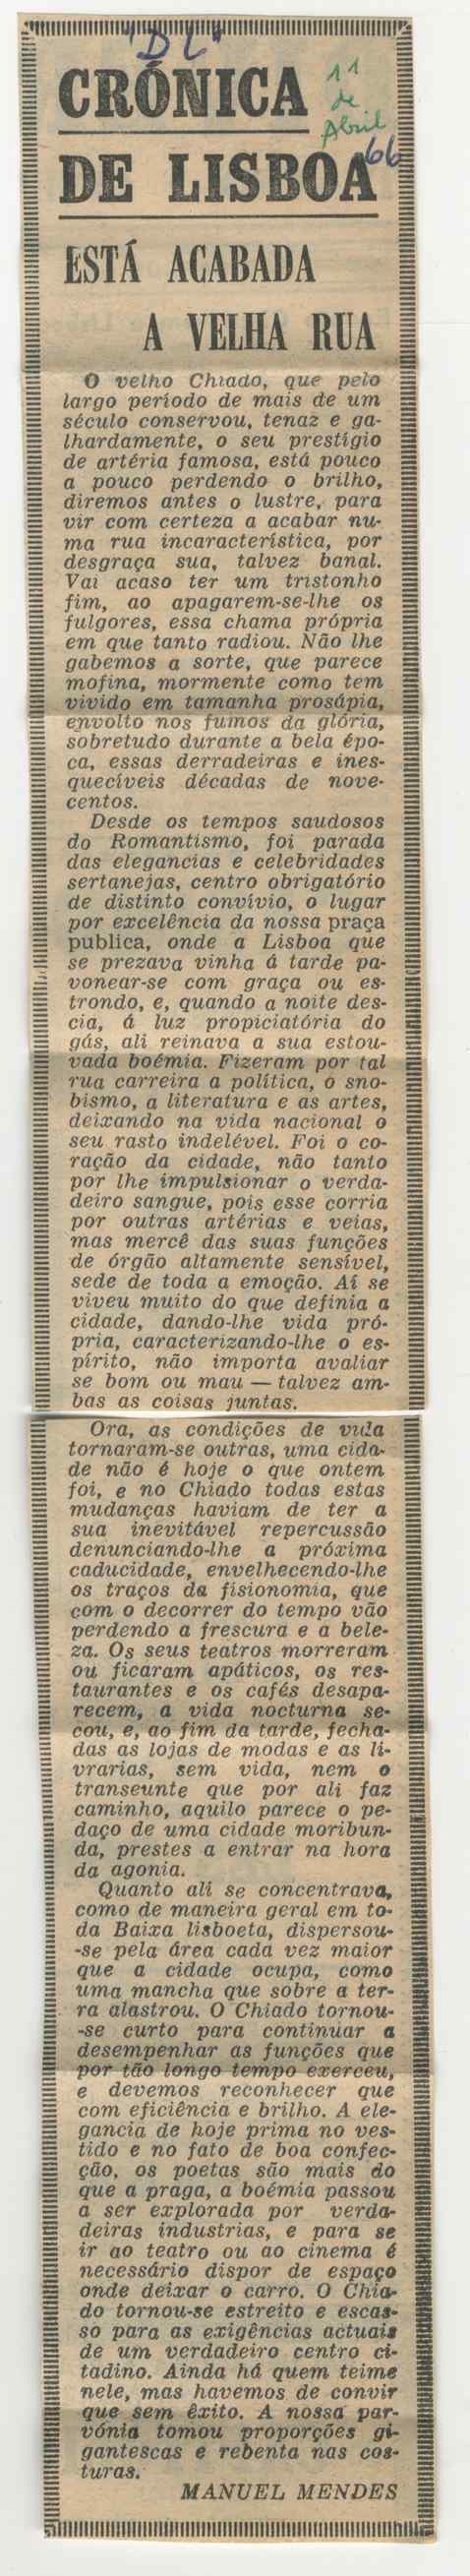 "DL"
11
de
Abril
66
CRÓNICA
DE LISBOA
ESTÁ ACABADA
A VELHA RUA
O velho Chiado, que pelo
largo período de mais de um
século conservou, tenaz e ga-
lhardamente, o seu prestígio
de artéria famosa, está pouco
a pouco perdendo o brilho,
diremos antes o lustre, para
vir com certeza a acabar nu-
ma rua incaracterística, por
desgraça sua, talvez banal.
Vai acaso ter um tristonho
fim, ao apagarem-se-lhe os
fulgores, essa chama própria
em que tanto radiou. Não lhe
gabemos a sorte, que parece
mofina, mormente como tem
vivido em tamanha prosápia,
envolto nos fumos da glória,
sobretudo durante a bela épo-
ca, essas derradeiras e ines-
quecíveis décadas de nove-
centos.
Desde os tempos saudosos
do Romantismo, foi parada
das elegancias e celebridades
sertanejas, centro obrigatório
de distinto convívio, o lugar
por excelência da nossa praça
publica, onde a Lisboa que
se prezava vinha á tarde pa-
vonear-se com graça ou es-
trondo, e, quando a noite des-
cia, á luz propiciatória do
gás, ali reinava a sua estou-
vada boémia. Fizeram por tal
rua carreira a política, o sno-
bismo, a literatura e as artes,
deixando na vida nacional o
seu rasto indelével. Foi o co-
ração da cidade, não tanto
por lhe impulsionar o verda-
deiro sangue, pois esse corria
por outras artérias e veias,
mas mercê das suas funções
de órgão altamente sensível,
sede de toda a emoção. Aí se
viveu muito do que definia a
cidade, dando-lhe vida pró-
pria, caracterizando-lhe o es-
pírito, não importa avaliar
se bom ou mau — talvez am-
bas as coisas juntas.
Ora, as condições de vida
tornaram-se outras, uma cida-
de não é hoje o que ontem
foi, e no Chiado todas estas
mudanças haviam de ter a
sua inevitável repercussão
denunciando-lhe a próxima
caducidade, envelhecendo-lhe
os traços da fisionomia, que
com o decorrer do tempo vão
perdendo a frescura e a bele-
za. Os seus teatros morreram
ou ficaram apáticos, os res-
taurantes e os cafés desapa-
recem, a vida nocturna se-
cou, e, ao fim da tarde, fecha-
das as lojas de modas e as li-
vrarias, sem vida, nem o
transeunte que por ali faz
caminho, aquilo parece o pe-
daço de uma cidade moribun-
da, prestes a entrar na hora
da agonia.
Quanto ali se concentrava,
como de maneira geral em to-
da Baixa lisboeta, dispersou-
-se pela área cada vez maior
que a cidade ocupa, como
uma mancha que sobre a ter-
ra alastrou. O Chiado tornou-
-se curto para continuar a
desempenhar as funções que
por tão longo tempo exerceu,
e devemos reconhecer que
com eficiência e brilho. A ele-
gancia de hoje prima no ves-
tido e no fato de boa confec-
ção, os poetas são mais do
que a praga, a boémia passou
a ser explorada por verda-
deiras industrias, e para se
ir ao teatro ou ao cinema é
necessário dispor de espaço
onde deixar o carro. O Chia-
do tornou-se estreito e escas-
so para as exigências actuais
de um verdadeiro centro ci-
tadino. Ainda há quem teime
nele, mas havemos de convir
que sem êxito. A nossa par-
vónia tomou proporções gi-
gantescas e rebenta nas cos-
turas.
MANUEL MENDES